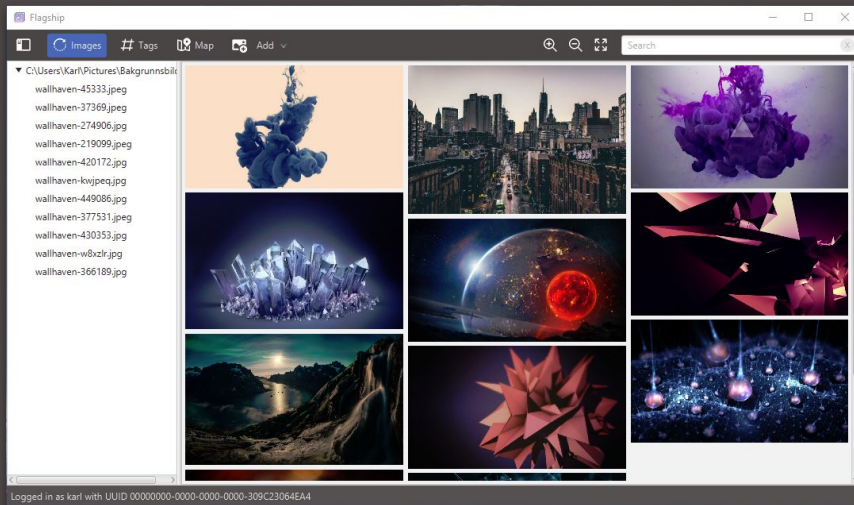 Flagship
Images Tags Map Add Search
C:\Users\Karl\Pictures\Bakgrunnsbild
wallhaven-45333.jpeg
wallhaven-37369.jpeg
wallhaven-274906.jpg
wallhaven-219099.jpeg
wallhaven-420172.jpg
wallhaven-kwjpeq.jpg
wallhaven-449086.jpg
wallhaven-377531.jpeg
wallhaven-430353.jpg
wallhaven-w8xzlr.jpg
wallhaven-366189.jpg
Logged in as karl with UUID 00000000-0000-0000-0000-309C23064EA4